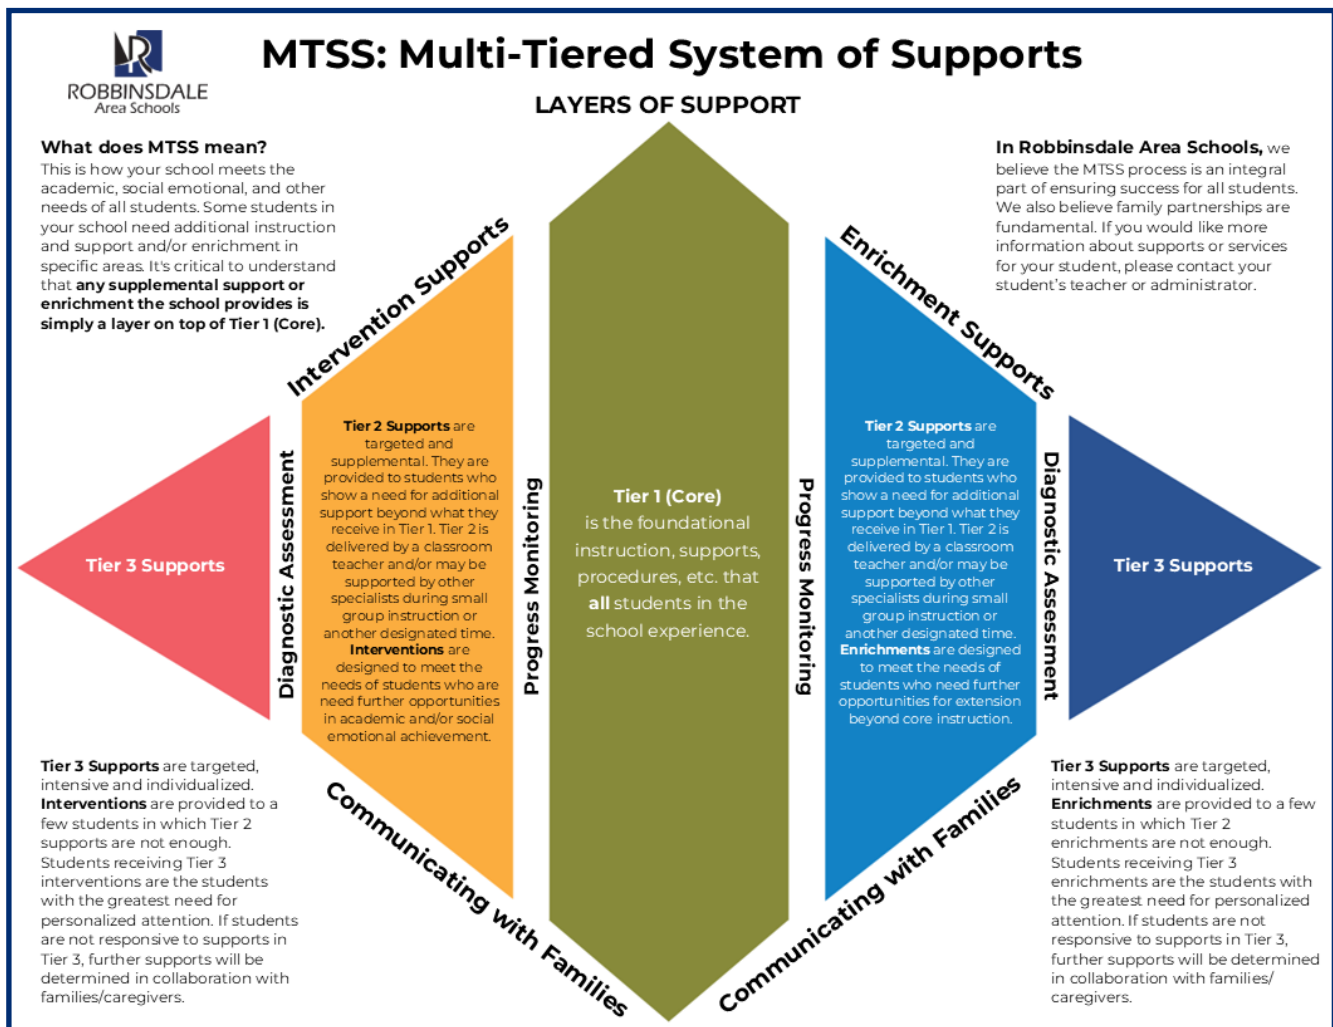 ROBBINSDALE
Area Schools
MTSS: Multi-Tiered System of Supports
LAYERS OF SUPPORT
What does MTSS mean?
This is how your school meets the
academic, social emotional, and other
needs of all students. Some students in
your school need additional instruction
and support and/or enrichment in
specific areas. It's critical to understand
that any supplemental support or
enrichment the school provides is
simply a layer on top of Tier 1 (Core).
In Robbinsdale Area Schools, we
believe the MTSS process is an integral
part of ensuring success for all students.
We also believe family partnerships are
fundamental. If you would like more
information about supports or services
for your student, please contact your
student's teacher or administrator.
Intervention Supports
Enrichment Supports
Tier 3 Supports
Diagnostic Assessment
Tier 2 Supports are
targeted and
supplemental. They are
provided to students who
show a need for additional
support beyond what they
receive in Tier 1. Tier 2 is
delivered by a classroom
teacher and/or may be
supported by other
specialists during small
group instruction or
another designated time.
Interventions are
designed to meet the
needs of students who are
need further opportunities
in academic and/or social
emotional achievement.
Progress Monitoring
Tier 1 (Core)
is the foundational
instruction, supports,
procedures, etc. that
all students in the
school experience.
Progress Monitoring
Tier 2 Supports are
targeted and
supplemental. They are
provided to students who
show a need for additional
support beyond what they
receive in Tier 1. Tier 2 is
delivered by a classroom
teacher and/or may be
supported by other
specialists during small
group instruction or
another designated time.
Enrichments are designed
to meet the needs of
students who need further
opportunities for extension
beyond core instruction.
Diagnostic Assessment
Tier 3 Supports
Communicating with Families
Communicating with Families
Tier 3 Supports are targeted,
intensive and individualized.
Interventions are provided to a
few students in which Tier 2
supports are not enough.
Students receiving Tier 3
interventions are the students
with the greatest need for
personalized attention. If students
are not responsive to supports in
Tier 3, further supports will be
determined in collaboration with
families/caregivers.
Tier 3 Supports are targeted,
intensive and individualized.
Enrichments are provided to a few
students in which Tier 2
enrichments are not enough.
Students receiving Tier 3
enrichments are the students with
the greatest need for personalized
attention. If students are not
responsive to supports in Tier 3,
further supports will be determined
in collaboration with families/
caregivers.